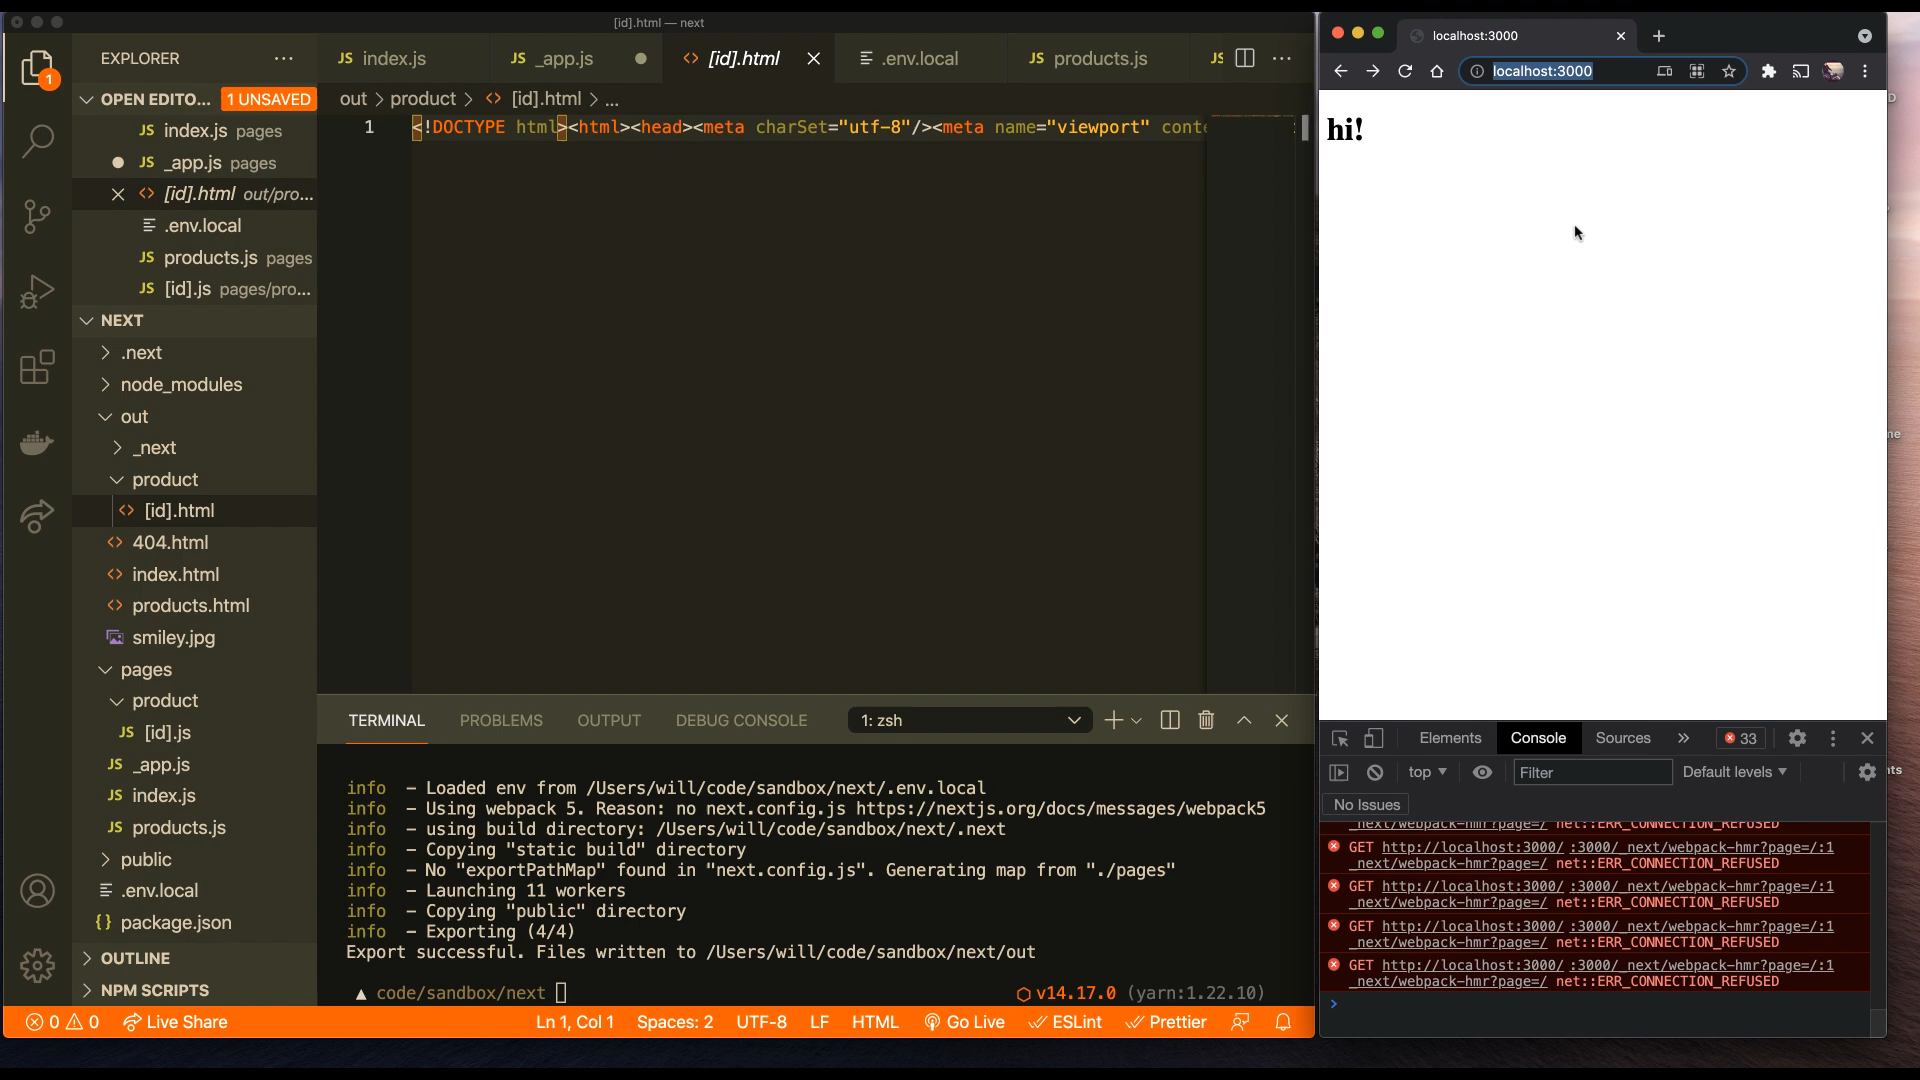 [id].html — next
EXPLORER
OPEN EDITO... 1 UNSAVED
JS index.js pages
JS _app.js pages
<> [id].html out/pro...
.env.local
JS products.js pages
JS [id].js pages/pro...
NEXT
.next
node_modules
out
_next
product
<> [id].html
<> 404.html
<> index.html
<> products.html
smiley.jpg
pages
product
JS [id].js
JS _app.js
JS index.js
JS products.js
public
.env.local
{} package.json
OUTLINE
NPM SCRIPTS
1
JS index.js
JS _app.js
<> [id].html
.env.local
JS products.js
JS
out > product > <> [id].html > ...
1 <!DOCTYPE html><html><head><meta charSet="utf-8"/><meta name="viewport" conte
TERMINAL PROBLEMS OUTPUT DEBUG CONSOLE 1: zsh
info - Loaded env from /Users/will/code/sandbox/next/.env.local
info - Using webpack 5. Reason: no next.config.js https://nextjs.org/docs/messages/webpack5
info - using build directory: /Users/will/code/sandbox/next/.next
info - Copying "static build" directory
info - No "exportPathMap" found in "next.config.js". Generating map from "./pages"
info - Launching 11 workers
info - Copying "public" directory
info - Exporting (4/4)
Export successful. Files written to /Users/will/code/sandbox/next/out
▲ code/sandbox/next
v14.17.0 (yarn:1.22.10)
0 0 Live Share Ln 1, Col 1 Spaces: 2 UTF-8 LF HTML Go Live ESLint Prettier
localhost:3000
localhost:3000
hi!
Elements Console Sources 33
top Filter Default levels
No Issues
_next/webpack-hmr?page=/ net::ERR_CONNECTION_REFUSED
GET http://localhost:3000/ :3000/_next/webpack-hmr?page=/:1
_next/webpack-hmr?page=/ net::ERR_CONNECTION_REFUSED
GET http://localhost:3000/ :3000/_next/webpack-hmr?page=/:1
_next/webpack-hmr?page=/ net::ERR_CONNECTION_REFUSED
GET http://localhost:3000/ :3000/_next/webpack-hmr?page=/:1
_next/webpack-hmr?page=/ net::ERR_CONNECTION_REFUSED
GET http://localhost:3000/ :3000/_next/webpack-hmr?page=/:1
_next/webpack-hmr?page=/ net::ERR_CONNECTION_REFUSED